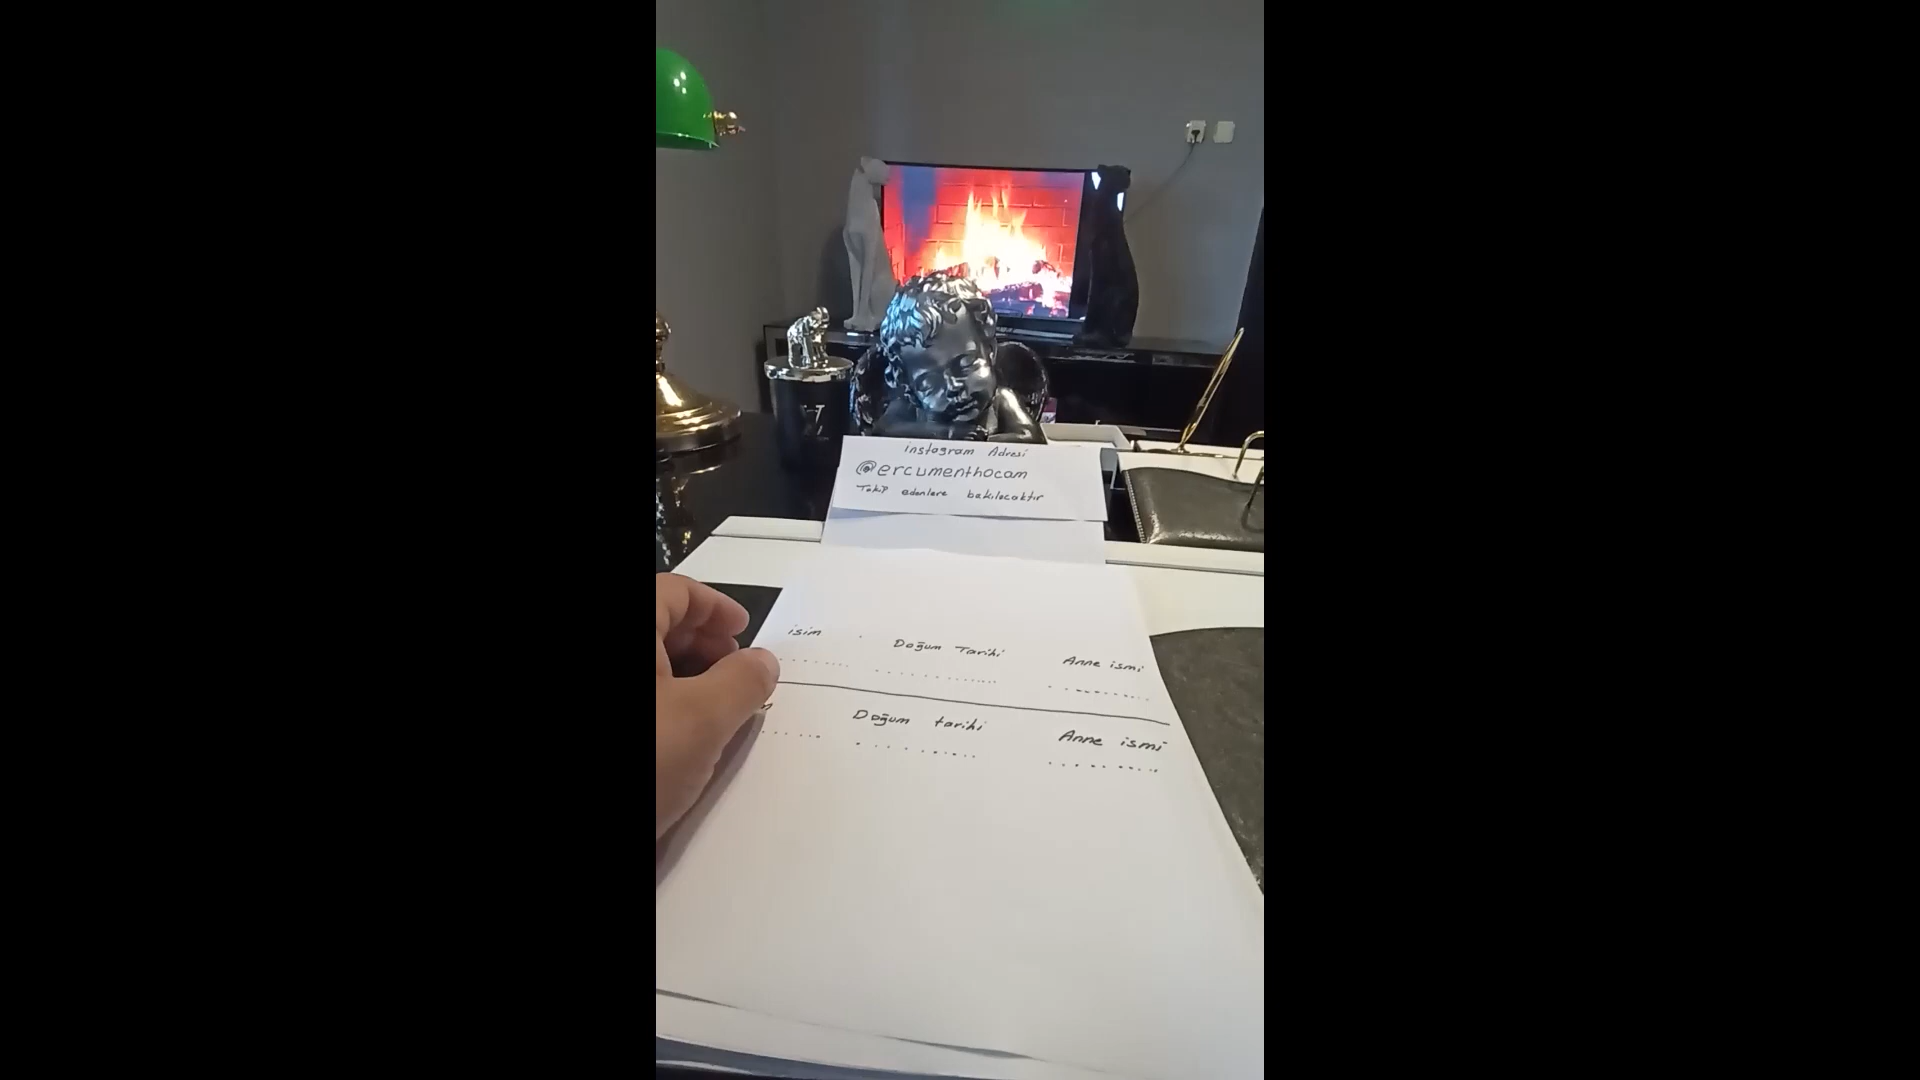 instagram Adresi
@ercumenthocam
Takip edenlere bakılacaktır
isim Doğum Tarihi Anne ismi
Doğum tarihi Anne ismi